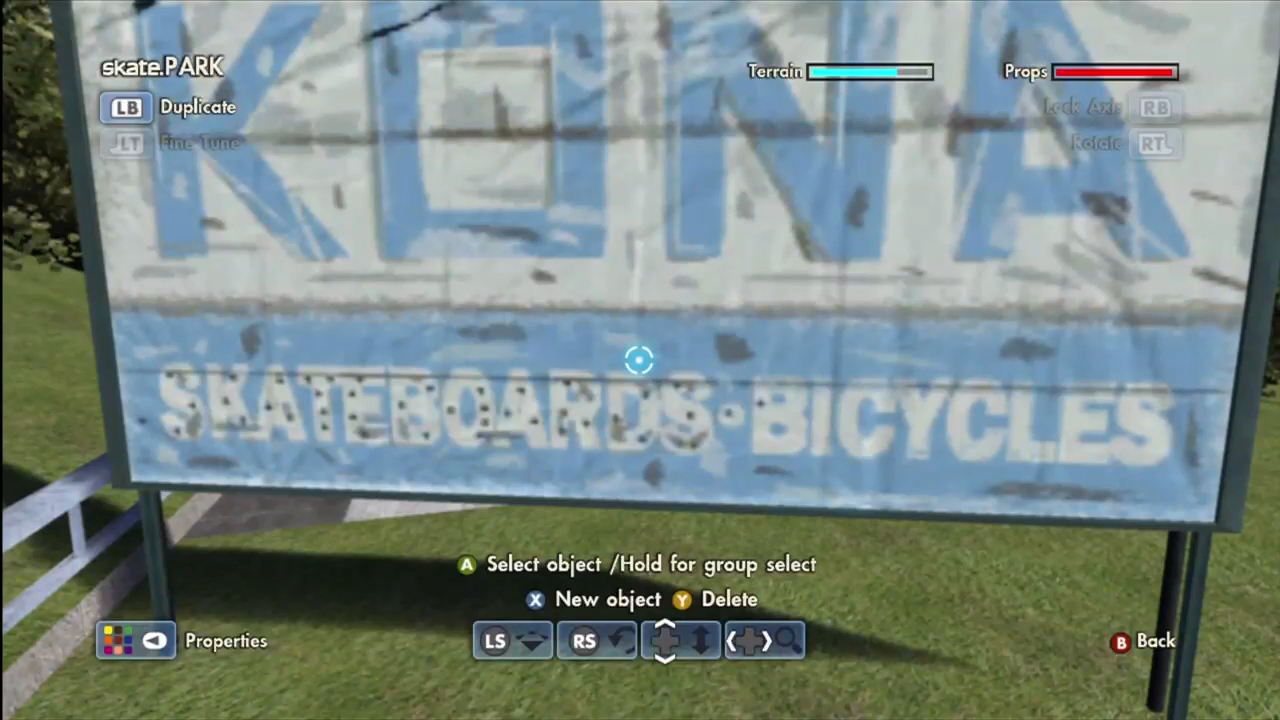 KONA
skate.PARK
Terrain
Props
LB Duplicate
Lock Axis RB
LT Fine Tune
Rotate RT
SKATEBOARDS·BICYCLES
A Select object /Hold for group select
X New object Y Delete
Properties
LS RS
B Back